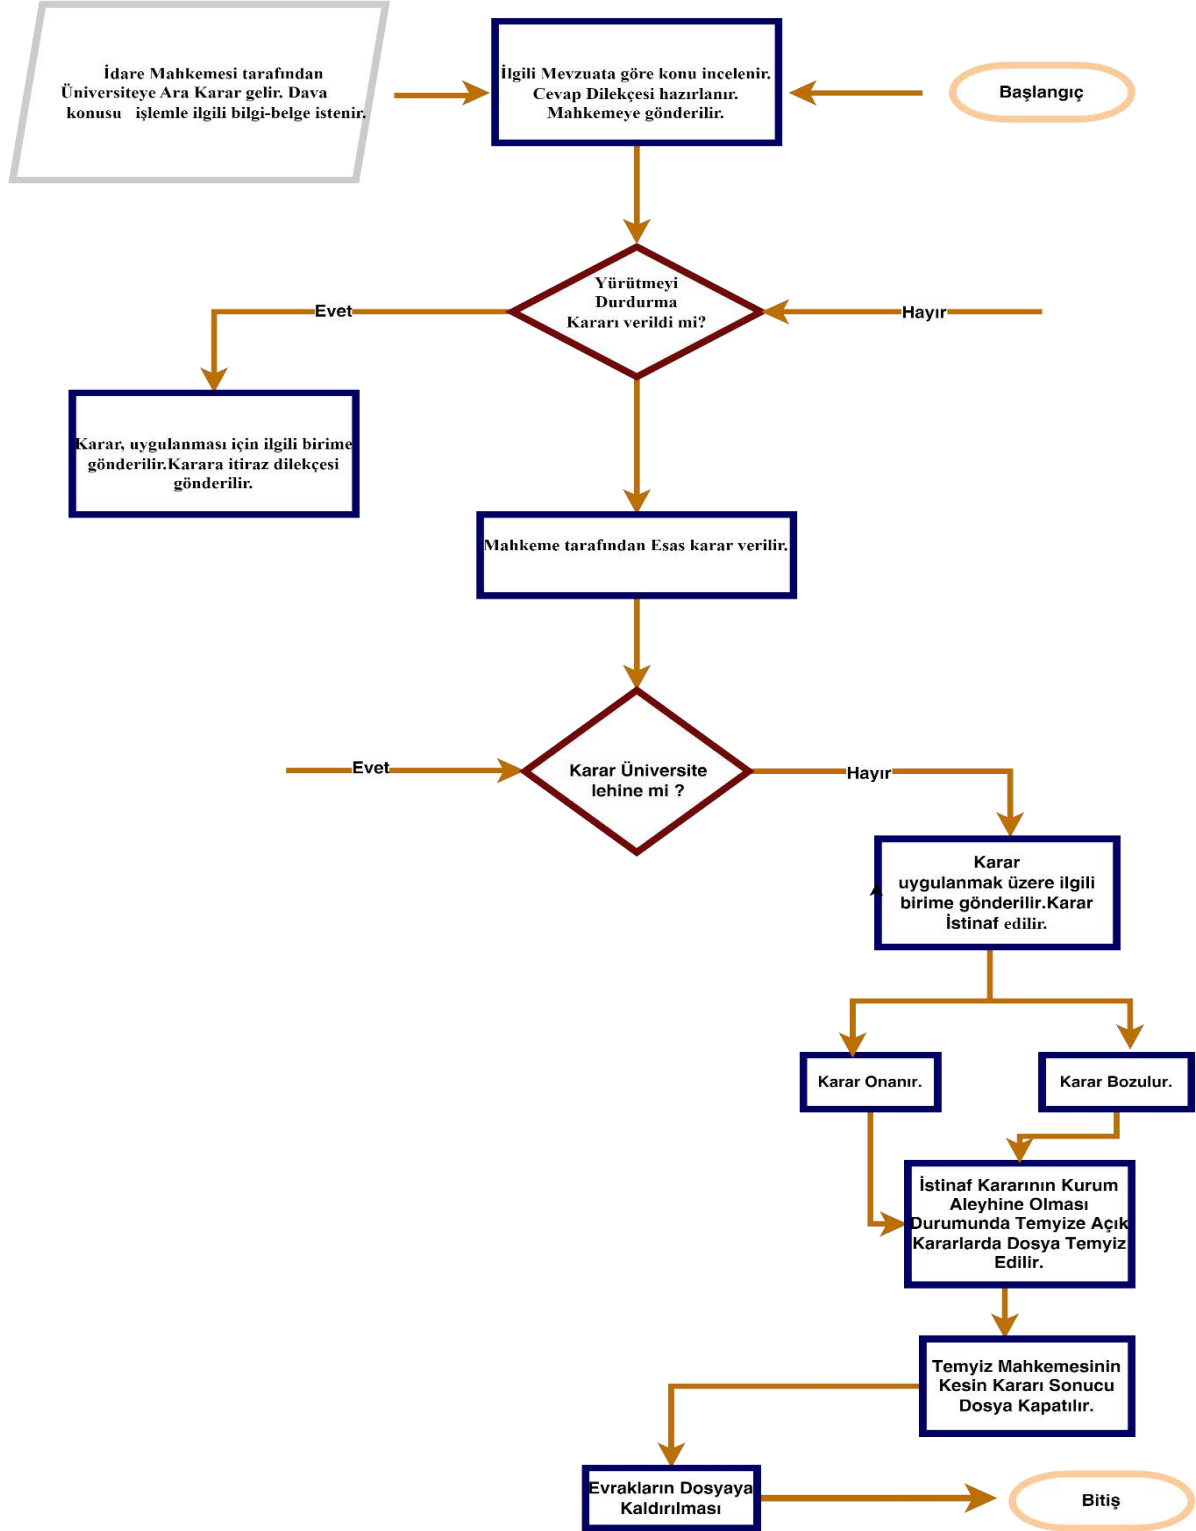 İdare Mahkemesi tarafından
Üniversiteye Ara Karar gelir. Dava
konusu işlemle ilgili bilgi-belge istenir.
İlgili Mevzuata göre konu incelenir.
Cevap Dilekçesi hazırlanır.
Mahkemeye gönderilir.
Başlangıç
Yürütmeyi
Durdurma
Kararı verildi mi?
Evet
Hayır
Karar, uygulanması için ilgili birime
gönderilir.Karara itiraz dilekçesi
gönderilir.
Mahkeme tarafından Esas karar verilir.
Evet
Karar Üniversite
lehine mi ?
Hayır
Karar
uygulanmak üzere ilgili
birime gönderilir.Karar
İstinaf edilir.
Karar Onanır.
Karar Bozulur.
İstinaf Kararının Kurum
Aleyhine Olması
Durumunda Temyize Açık
Kararlarda Dosya Temyiz
Edilir.
Temyiz Mahkemesinin
Kesin Kararı Sonucu
Dosya Kapatılır.
Evrakların Dosyaya
Kaldırılması
Bitiş